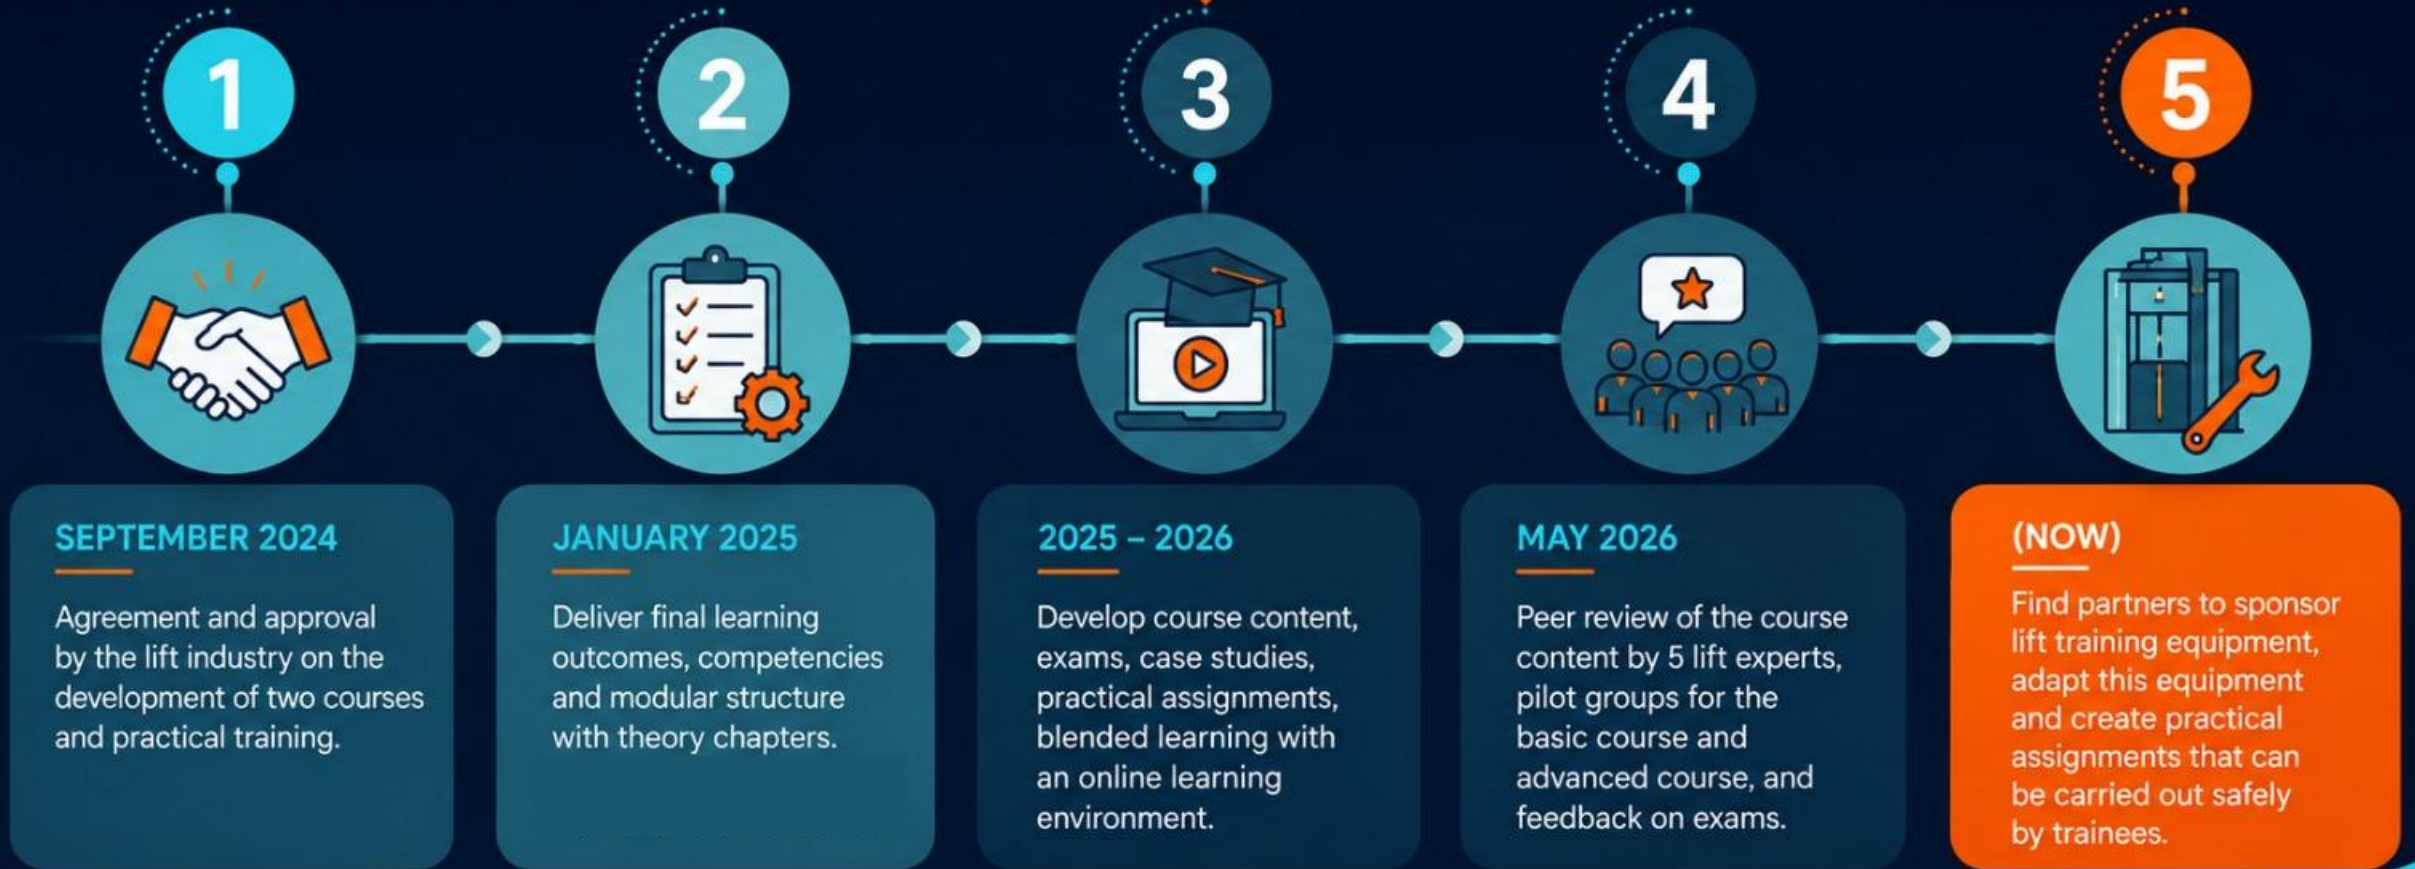 1
2
3
4
5
SEPTEMBER 2024
Agreement and approval
by the lift industry on the
development of two courses
and practical training.
JANUARY 2025
Deliver final learning
outcomes, competencies
and modular structure
with theory chapters.
2025 – 2026
Develop course content,
exams, case studies,
practical assignments,
blended learning with
an online learning
environment.
MAY 2026
Peer review of the course
content by 5 lift experts,
pilot groups for the
basic course and
advanced course, and
feedback on exams.
(NOW)
Find partners to sponsor
lift training equipment,
adapt this equipment
and create practical
assignments that can
be carried out safely
by trainees.